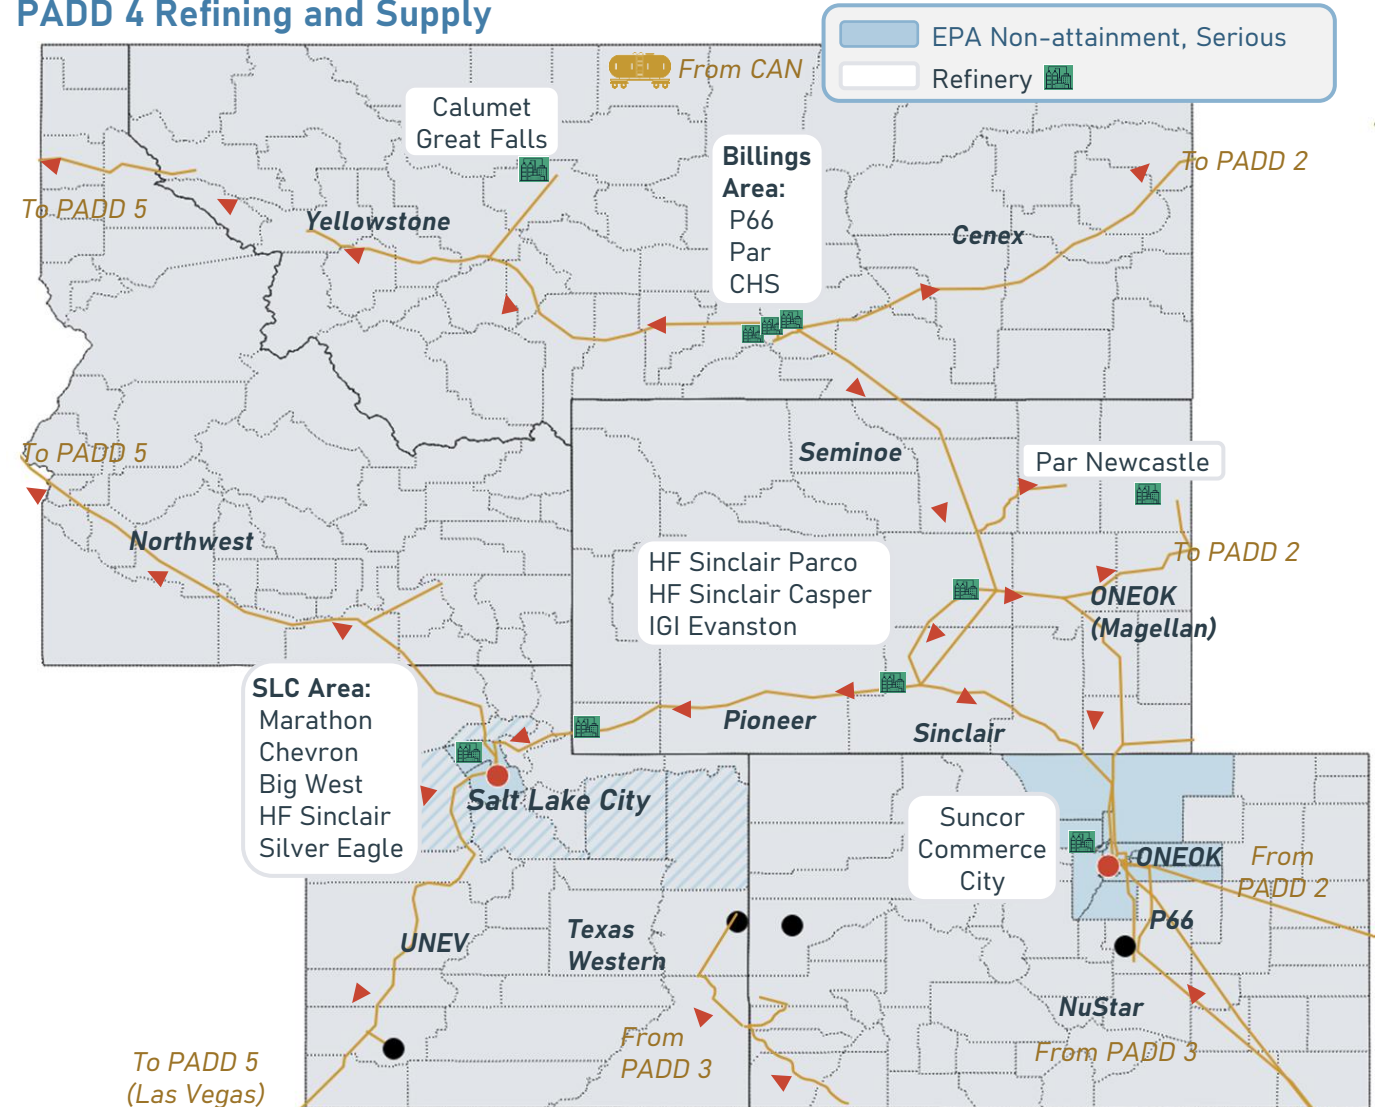 PADD 4 Refining and Supply
EPA Non-attainment, Serious
Refinery
From CAN
Calumet
Great Falls
Billings
Area:
P66
Par
CHS
To PADD 2
To PADD 5
Yellowstone
Cenex
To PADD 5
Seminoe
Par Newcastle
Northwest
HF Sinclair Parco
HF Sinclair Casper
IGI Evanston
To PADD 2
ONEOK
(Magellan)
SLC Area:
Marathon
Chevron
Big West
HF Sinclair
Silver Eagle
Pioneer
Sinclair
Salt Lake City
Suncor
Commerce
City
ONEOK
From
PADD 2
P66
UNEV
Texas
Western
NuStar
From PADD 3
From
PADD 3
To PADD 5
(Las Vegas)